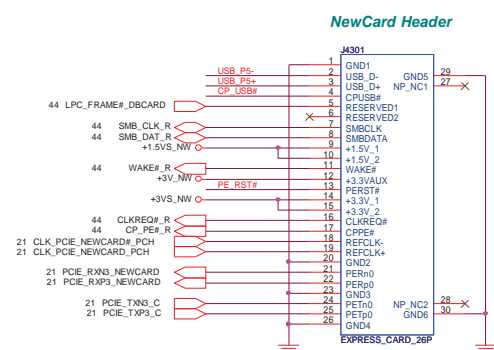 NewCard Header
J4301
1 GND1
USB_P5- 2 USB_D- GND5 29
USB_P5+ 3 USB_D+ NP_NC1 27
CP_USB# 4 CPUSB#
44 LPC_FRAME#_DBCARD 5 RESERVED1
6 RESERVED2
44 SMB_CLK_R 7 SMBCLK
44 SMB_DAT_R 8 SMBDATA
+1.5VS_NW 9 +1.5V_1
10 +1.5V_2
44 WAKE#_R 11 WAKE#
+3V_NW 12 +3.3VAUX
PE_RST# 13 PERST#
+3VS_NW 14 +3.3V_1
15 +3.3V_2
44 CLKREQ#_R 16 CLKREQ#
44 CP_PE#_R 17 CPPE#
21 CLK_PCIE_NEWCARD#_PCH 18 REFCLK-
21 CLK_PCIE_NEWCARD_PCH 19 REFCLK+
20 GND2
21 PCIE_RXN3_NEWCARD 21 PERn0
21 PCIE_RXP3_NEWCARD 22 PERp0
23 GND3
21 PCIE_TXN3_C 24 PETn0 NP_NC2 28
21 PCIE_TXP3_C 25 PETp0 GND6 30
26 GND4
EXPRESS_CARD_26P